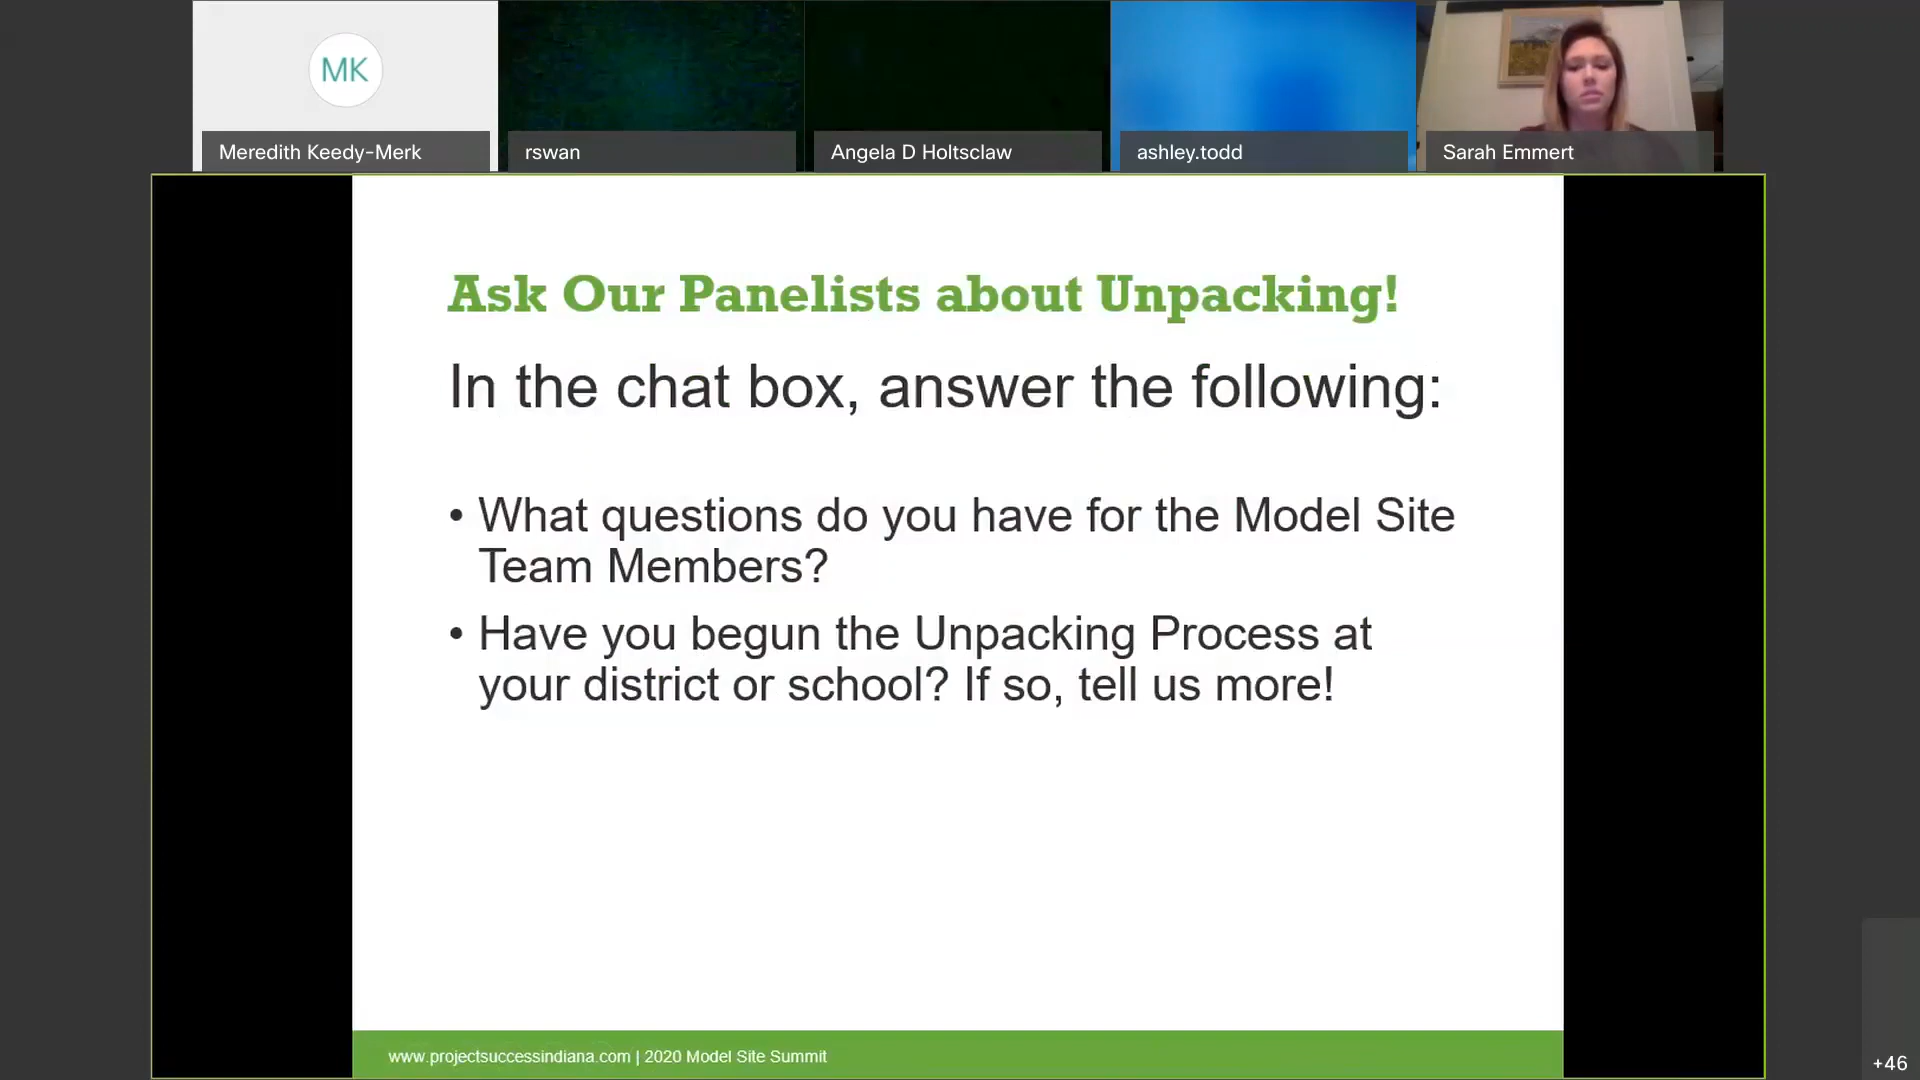 MK
Meredith Keedy-Merk
rswan
Angela D Holtsclaw
ashley.todd
Sarah Emmert
Ask Our Panelists about Unpacking!
In the chat box, answer the following:
• What questions do you have for the Model Site
Team Members?
• Have you begun the Unpacking Process at
your district or school? If so, tell us more!
www.projectsuccessindiana.com | 2020 Model Site Summit
+46